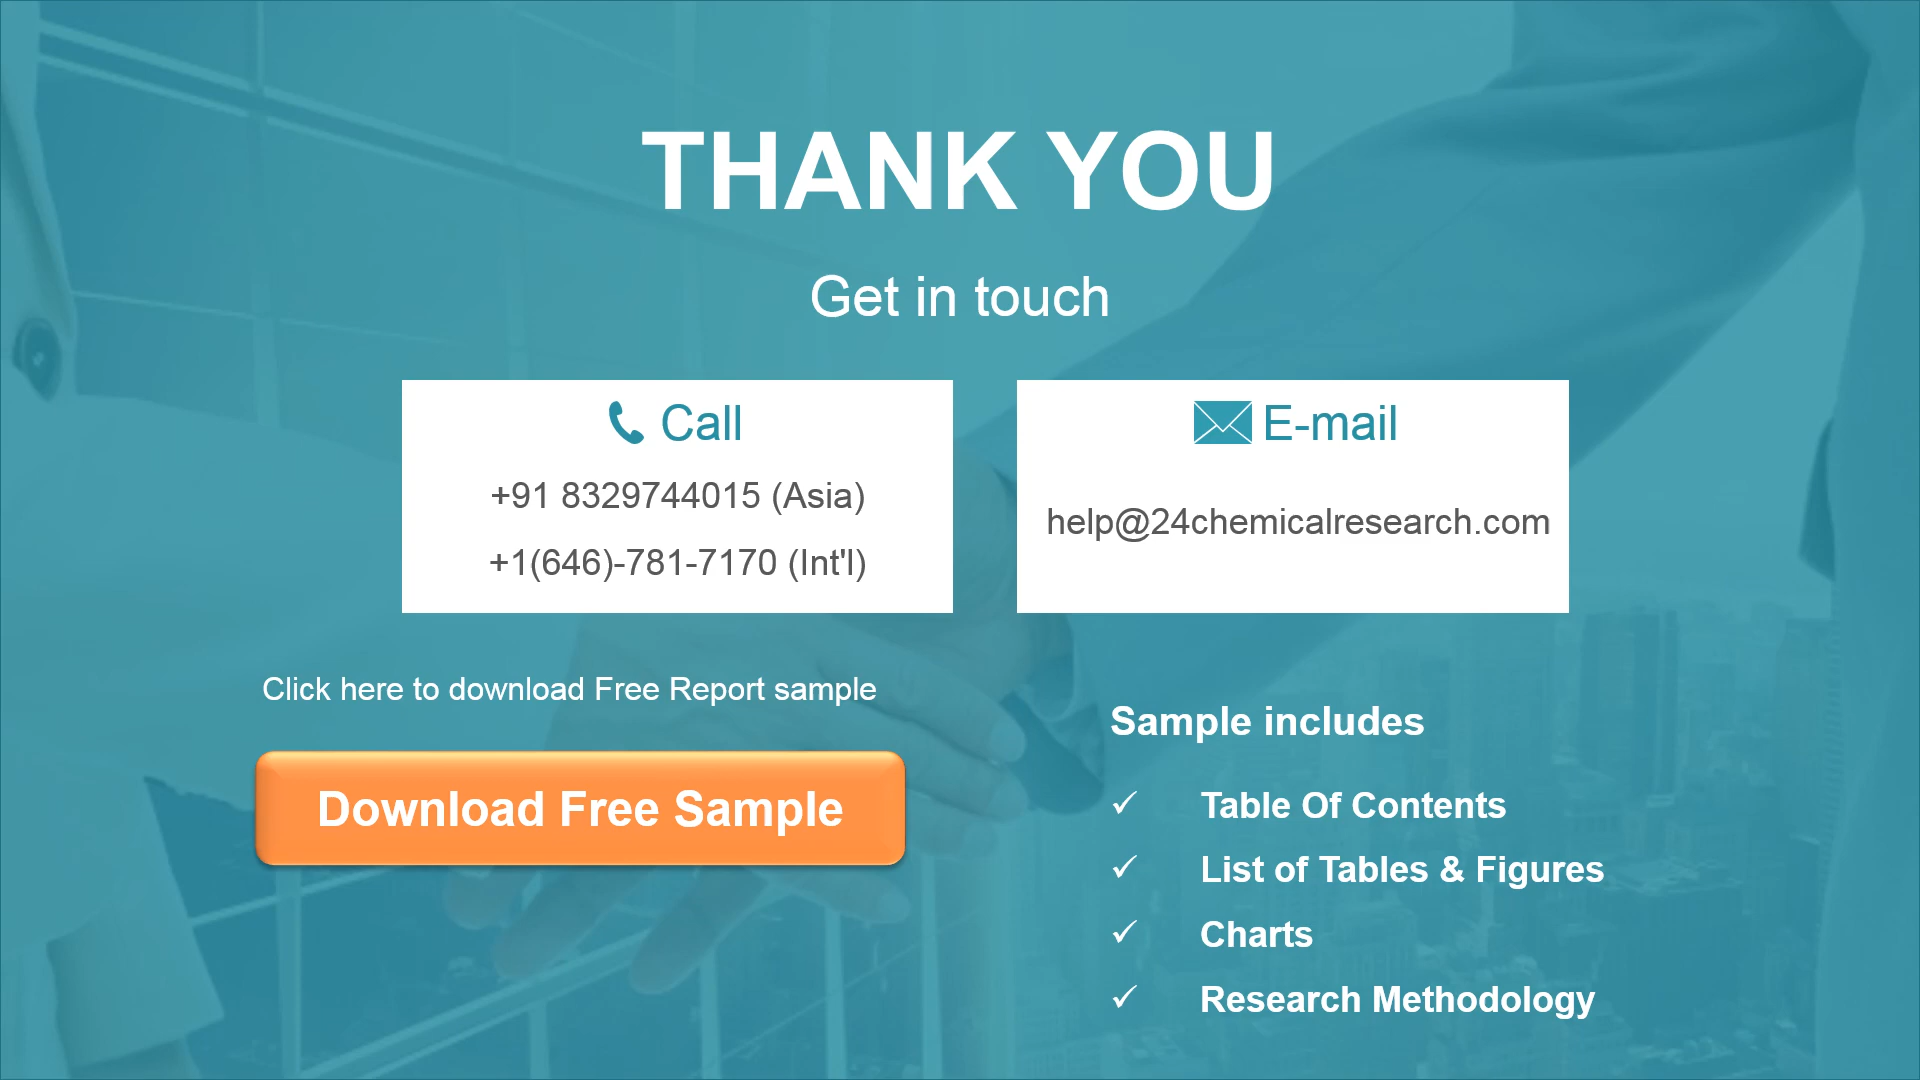 THANK YOU
Get in touch
Call
+91 8329744015 (Asia)
+1(646)-781-7170 (Int'l)
E-mail
help@24chemicalresearch.com
Click here to download Free Report sample
Download Free Sample
Sample includes
✓ Table Of Contents
✓ List of Tables & Figures
✓ Charts
✓ Research Methodology